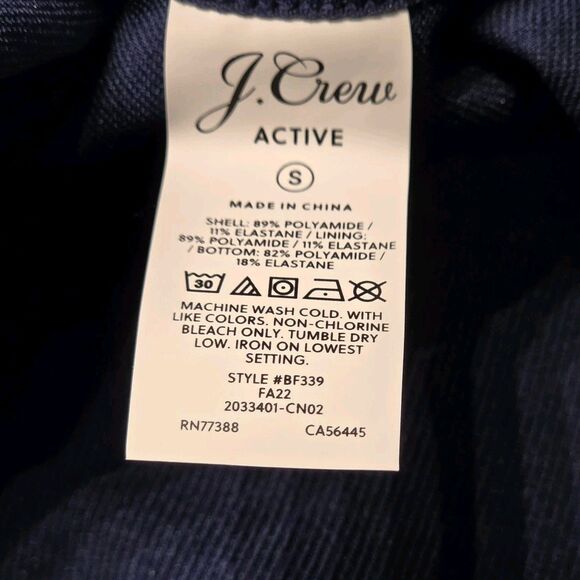 J.Crew
ACTIVE
S
MADE IN CHINA
SHELL: 89% POLYAMIDE /
11% ELASTANE / LINING:
89% POLYAMIDE / 11% ELASTANE
/ BOTTOM: 82% POLYAMIDE /
18% ELASTANE
30
MACHINE WASH COLD. WITH
LIKE COLORS. NON-CHLORINE
BLEACH ONLY. TUMBLE DRY
LOW. IRON ON LOWEST
SETTING.
STYLE #BF339
FA22
2033401-CN02
RN77388 CA56445